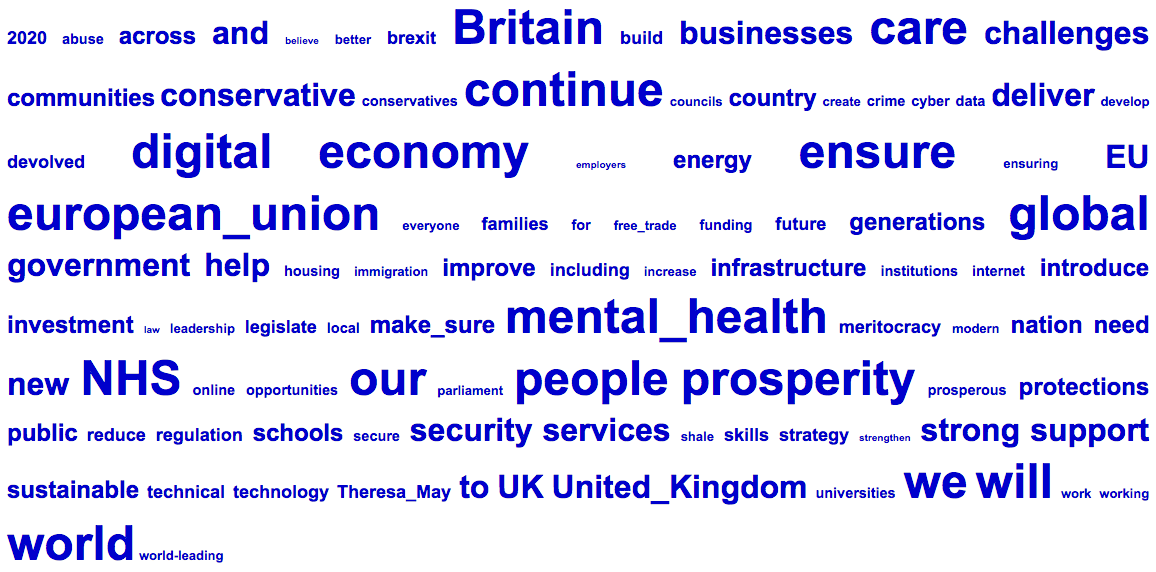 2020 abuse across and believe better brexit Britain build businesses care challenges
communities conservative conservatives continue councils country create crime cyber data deliver develop
devolved digital economy employers energy ensure ensuring EU
european_union everyone families for free_trade funding future generations global
government help housing immigration improve including increase infrastructure institutions internet introduce
investment law leadership legislate local make_sure mental_health meritocracy modern nation need
new NHS online opportunities our parliament people prosperity prosperous protections
public reduce regulation schools secure security services shale skills strategy strengthen strong support
sustainable technical technology Theresa_May to UK United_Kingdom universities we will work working
world world-leading